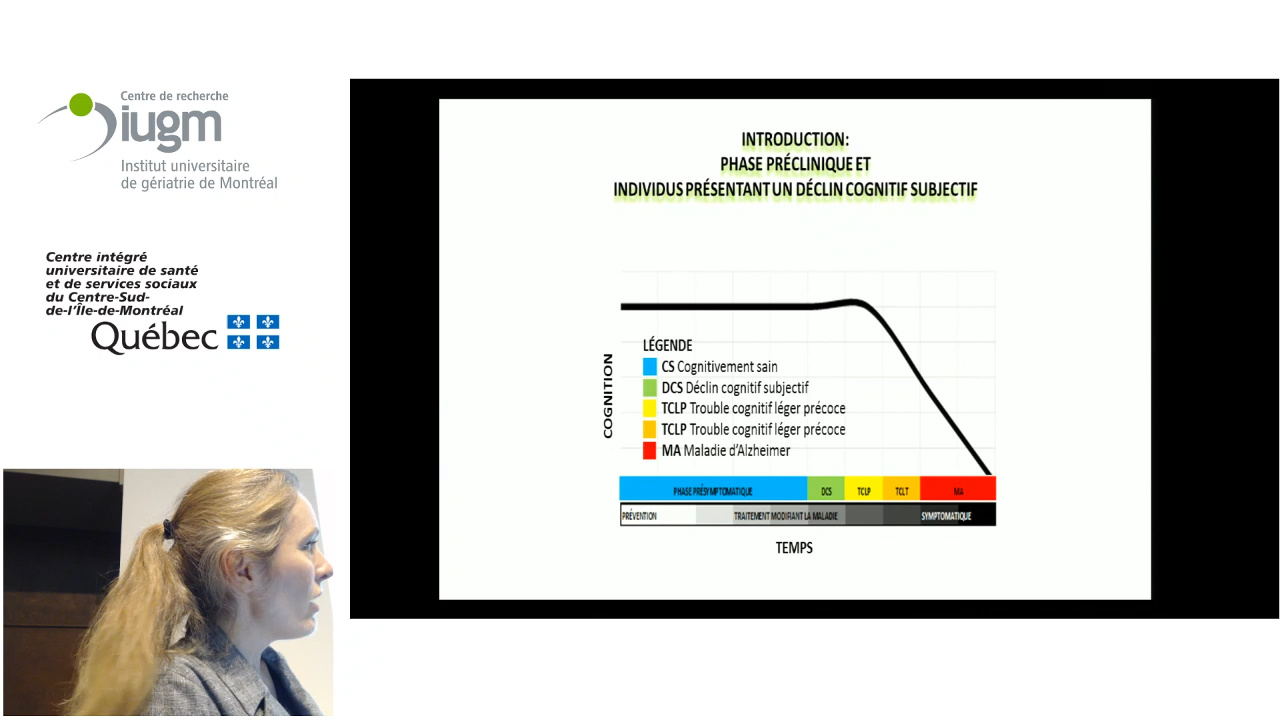 Centre de recherche
iugm
Institut universitaire
de gériatrie de Montréal
Centre intégré
universitaire de santé
et de services sociaux
du Centre-Sud-
de-l'Île-de-Montréal
Québec
INTRODUCTION:
PHASE PRÉCLINIQUE ET
INDIVIDUS PRÉSENTANT UN DÉCLIN COGNITIF SUBJECTIF
COGNITION
LÉGENDE
CS Cognitivement sain
DCS Déclin cognitif subjectif
TCLP Trouble cognitif léger précoce
TCLP Trouble cognitif léger précoce
MA Maladie d'Alzheimer
PHASE PRÉSYMPTOMATIQUE DCS TCLP TCLT MA
PRÉVENTION TRAITEMENT MODIFIANT LA MALADIE SYMPTOMATIQUE
TEMPS